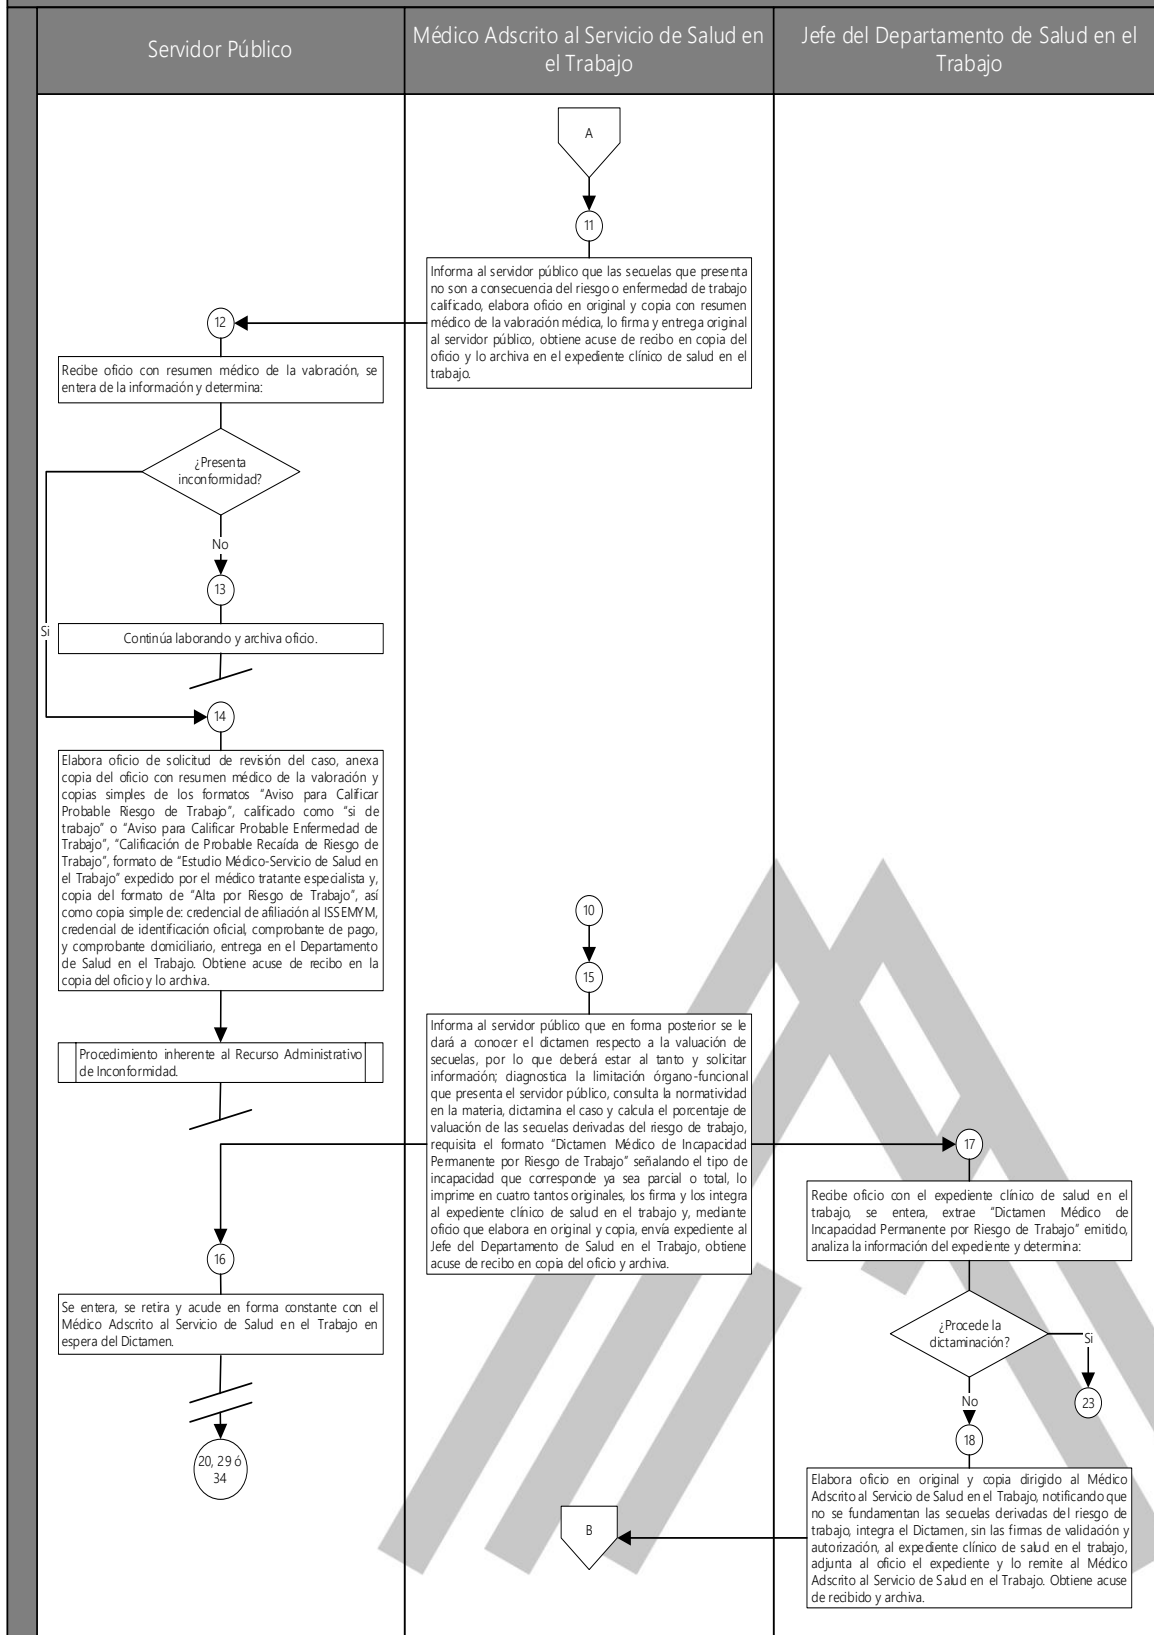 Servidor Público
Médico Adscrito al Servicio de Salud en
el Trabajo
Jefe del Departamento de Salud en el
Trabajo
A
11
Informa al servidor público que las secuelas que presenta
no son a consecuencia del riesgo o enfermedad de trabajo
calificado, elabora oficio en original y copia con resumen
médico de la valoración médica, lo firma y entrega original
al servidor público, obtiene acuse de recibo en copia del
oficio y lo archiva en el expediente clínico de salud en el
trabajo.
12
Recibe oficio con resumen médico de la valoración, se
entera de la información y determina:
¿Presenta
inconformidad?
No
13
Si
Continúa laborando y archiva oficio.
14
Elabora oficio de solicitud de revisión del caso, anexa
copia del oficio con resumen médico de la valoración y
copias simples de los formatos “Aviso para Calificar
Probable Riesgo de Trabajo”, calificado como “si de
trabajo” o “Aviso para Calificar Probable Enfermedad de
Trabajo”, “Calificación de Probable Recaída de Riesgo de
Trabajo”, formato de “Estudio Médico-Servicio de Salud en
el Trabajo” expedido por el médico tratante especialista y,
copia del formato de “Alta por Riesgo de Trabajo”, así
como copia simple de: credencial de afiliación al ISSEMYM,
credencial de identificación oficial, comprobante de pago,
y comprobante domiciliario, entrega en el Departamento
de Salud en el Trabajo. Obtiene acuse de recibo en la
copia del oficio y lo archiva.
Procedimiento inherente al Recurso Administrativo
de Inconformidad.
10
15
Informa al servidor público que en forma posterior se le
dará a conocer el dictamen respecto a la valuación de
secuelas, por lo que deberá estar al tanto y solicitar
información; diagnostica la limitación órgano-funcional
que presenta el servidor público, consulta la normatividad
en la materia, dictamina el caso y calcula el porcentaje de
valuación de las secuelas derivadas del riesgo de trabajo,
requisita el formato “Dictamen Médico de Incapacidad
Permanente por Riesgo de Trabajo” señalando el tipo de
incapacidad que corresponde ya sea parcial o total, lo
imprime en cuatro tantos originales, los firma y los integra
al expediente clínico de salud en el trabajo y, mediante
oficio que elabora en original y copia, envía expediente al
Jefe del Departamento de Salud en el Trabajo, obtiene
acuse de recibo en copia del oficio y archiva.
16
Se entera, se retira y acude en forma constante con el
Médico Adscrito al Servicio de Salud en el Trabajo en
espera del Dictamen.
20, 29 ó
34
17
Recibe oficio con el expediente clínico de salud en el
trabajo, se entera, extrae “Dictamen Médico de
Incapacidad Permanente por Riesgo de Trabajo” emitido,
analiza la información del expediente y determina:
¿Procede la
dictaminación?
Si
23
No
18
Elabora oficio en original y copia dirigido al Médico
Adscrito al Servicio de Salud en el Trabajo, notificando que
no se fundamentan las secuelas derivadas del riesgo de
trabajo, integra el Dictamen, sin las firmas de validación y
autorización, al expediente clínico de salud en el trabajo,
adjunta al oficio el expediente y lo remite al Médico
Adscrito al Servicio de Salud en el Trabajo. Obtiene acuse
de recibido y archiva.
B